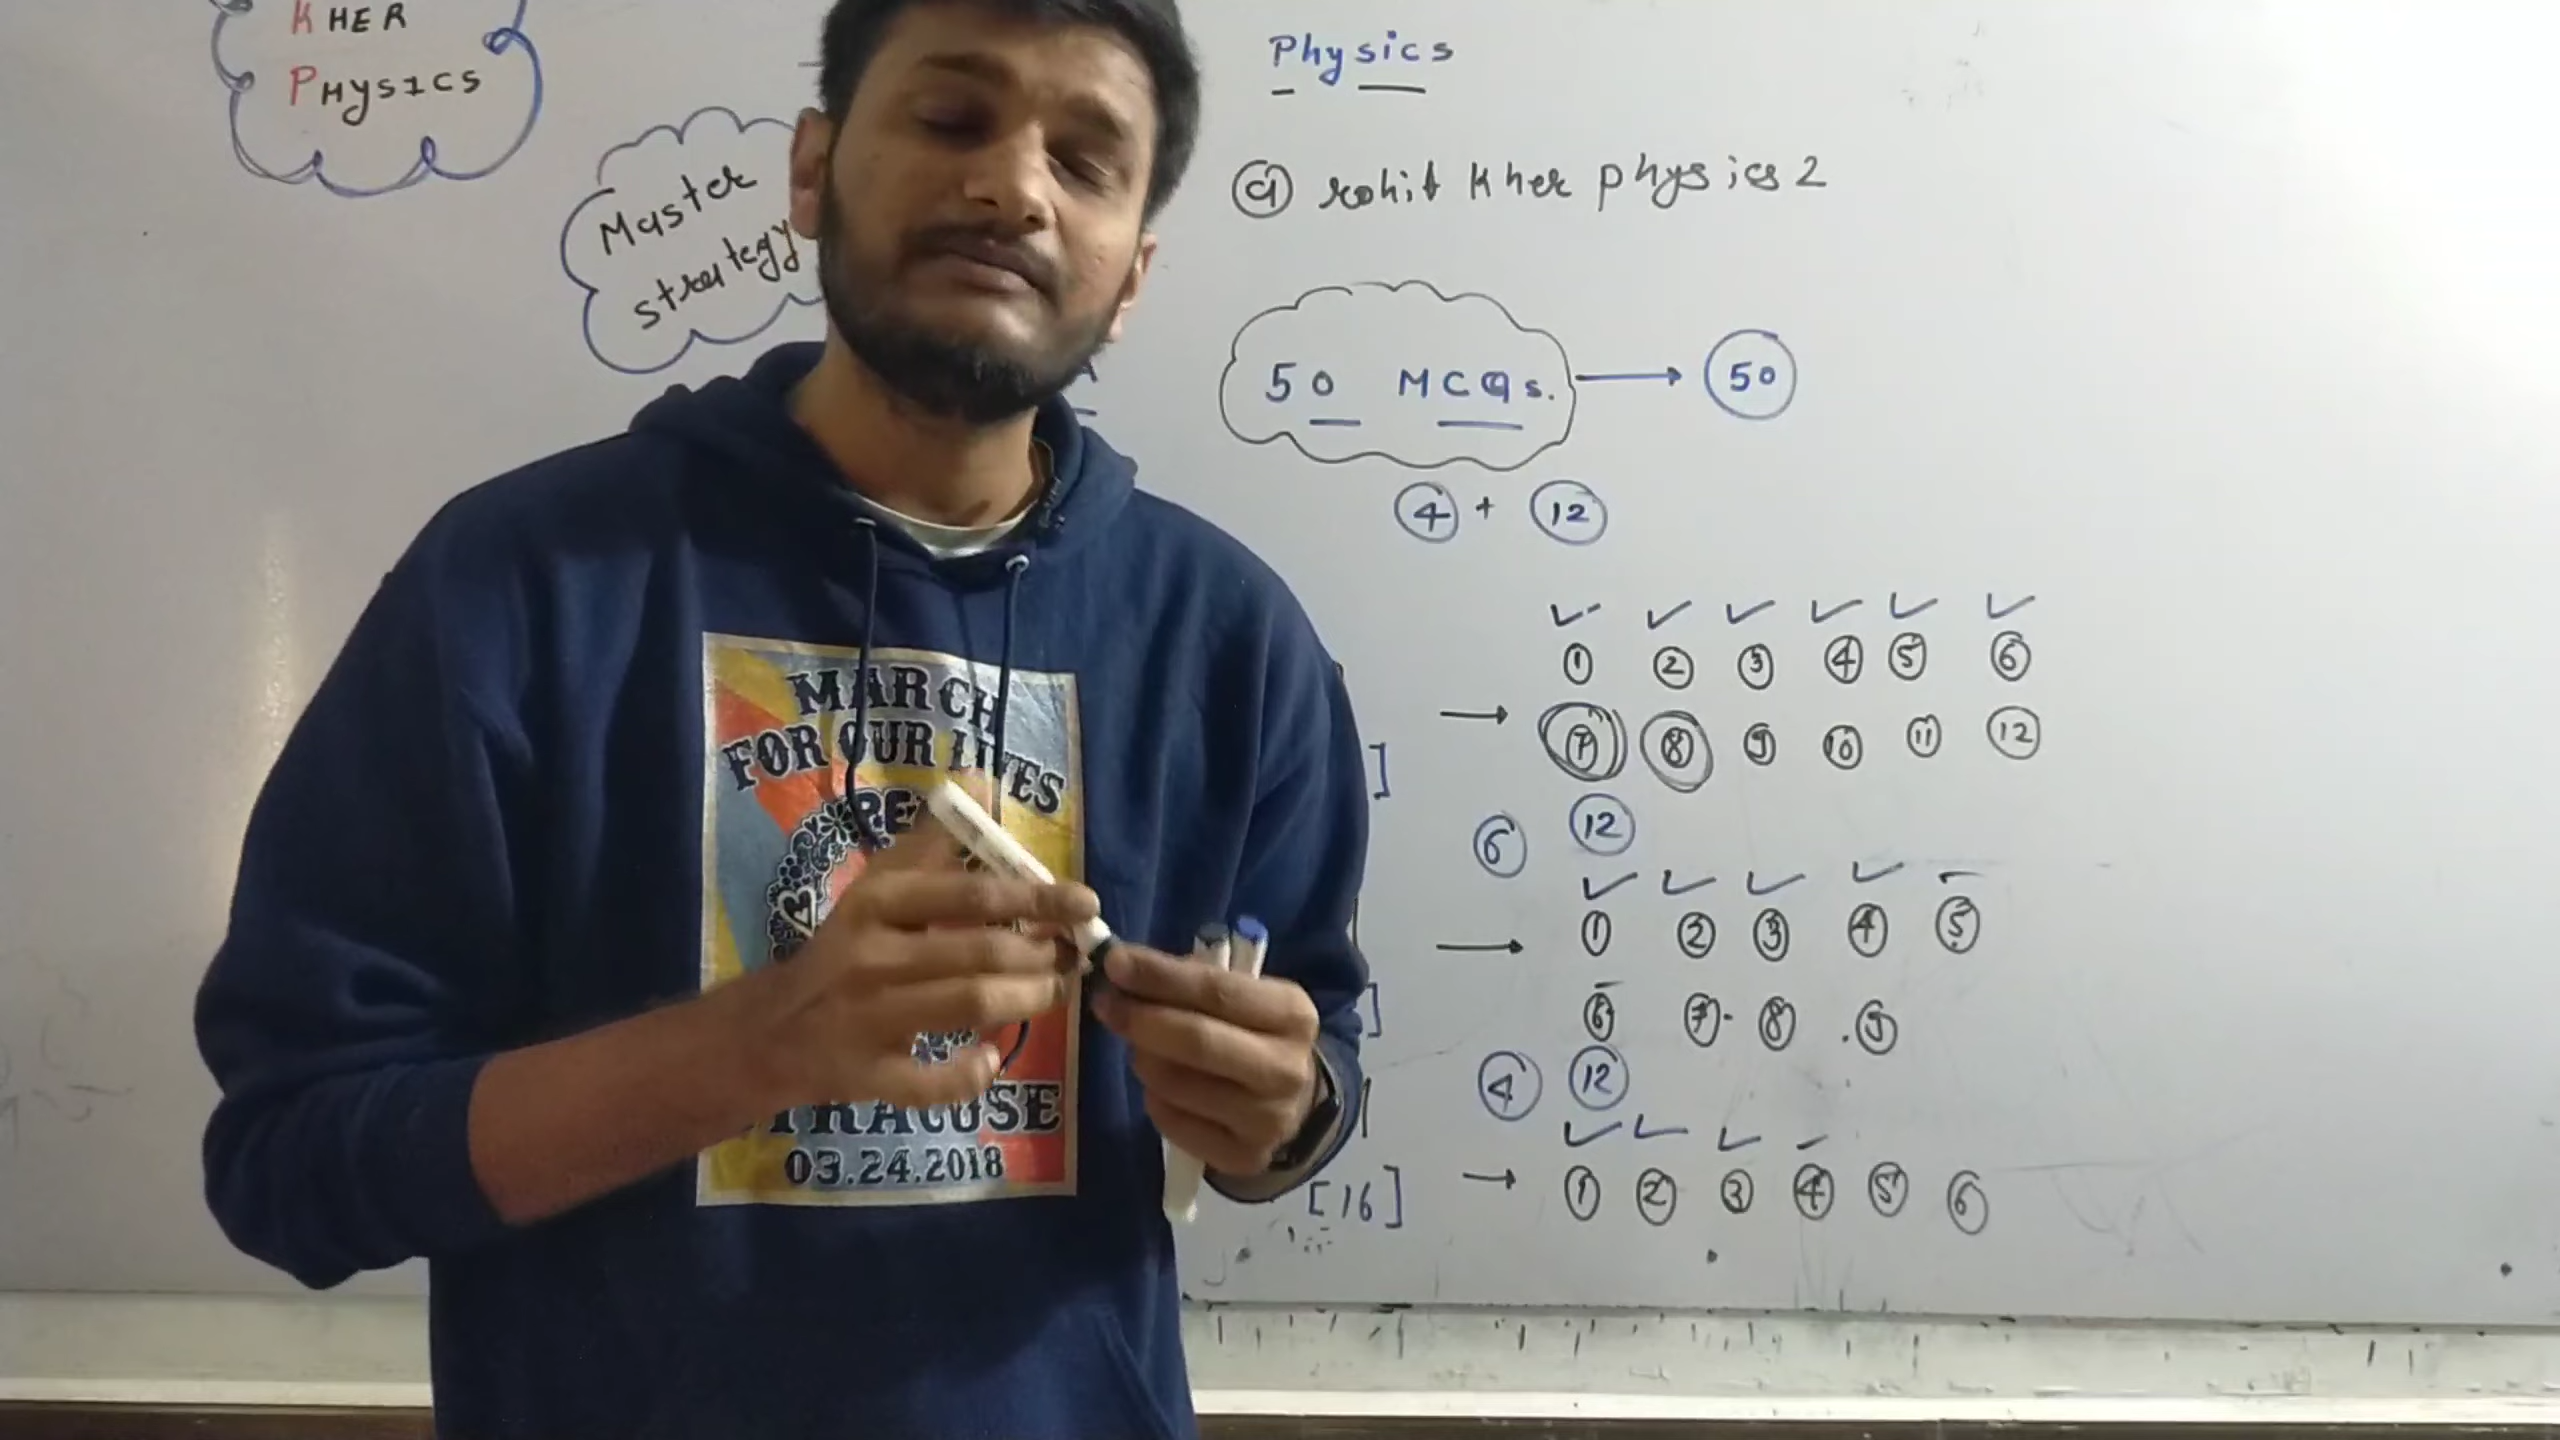 KHER
PHYSICS
Master
strategy
Physics
@ rohit kher physics 2
50 MCQs. → 50
4 + 12
→ 1 2 3 4 5 6
7 8 9 10 11 12
]
6 12
→ 1 2 3 4 5
]
6 7 8 9
4 12
[16] → 1 2 3 4 5 6
MARCH
FOR OUR LIVES
03.24.2018